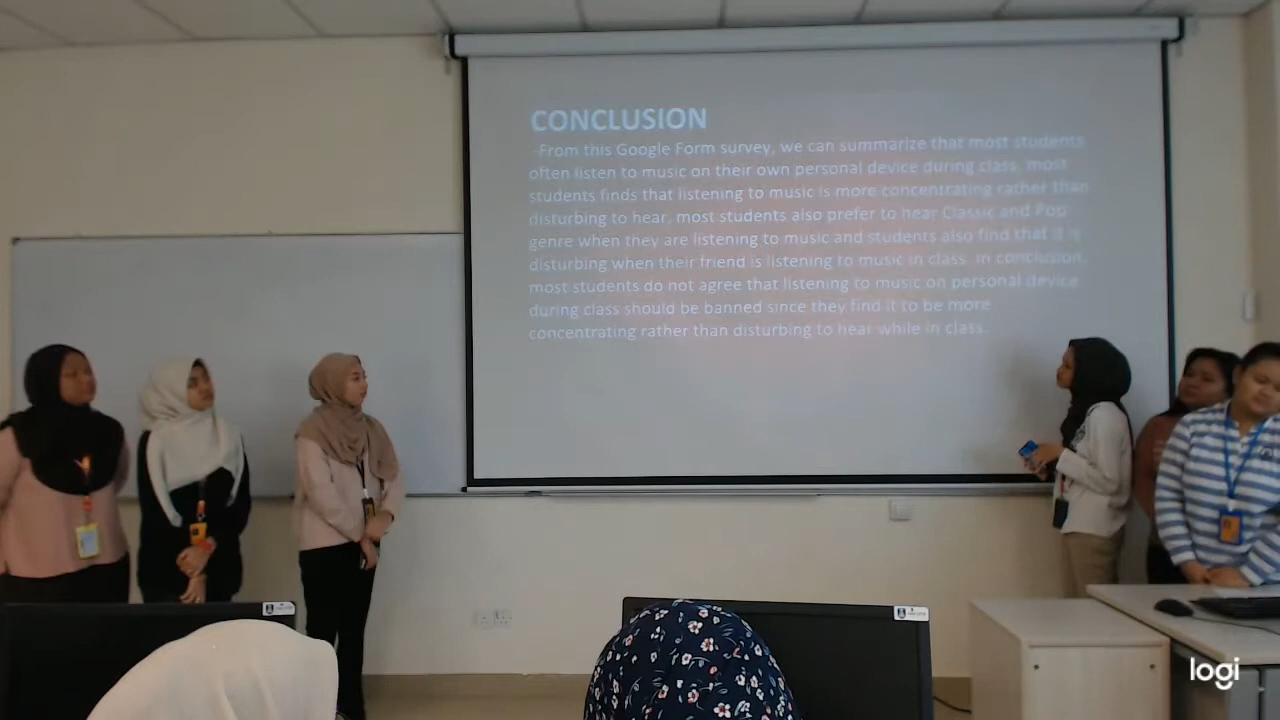 CONCLUSION
-From this Google Form survey, we can summarize that most students
often listen to music on their own personal device during class, most
students finds that listening to music is more concentrating rather than
disturbing to hear, most students also prefer to hear Classic and Pop
genre when they are listening to music and students also find that it is
disturbing when their friend is listening to music in class. In conclusion,
most students do not agree that listening to music on personal device
during class should be banned since they find it to be more
concentrating rather than disturbing to hear while in class.
logi